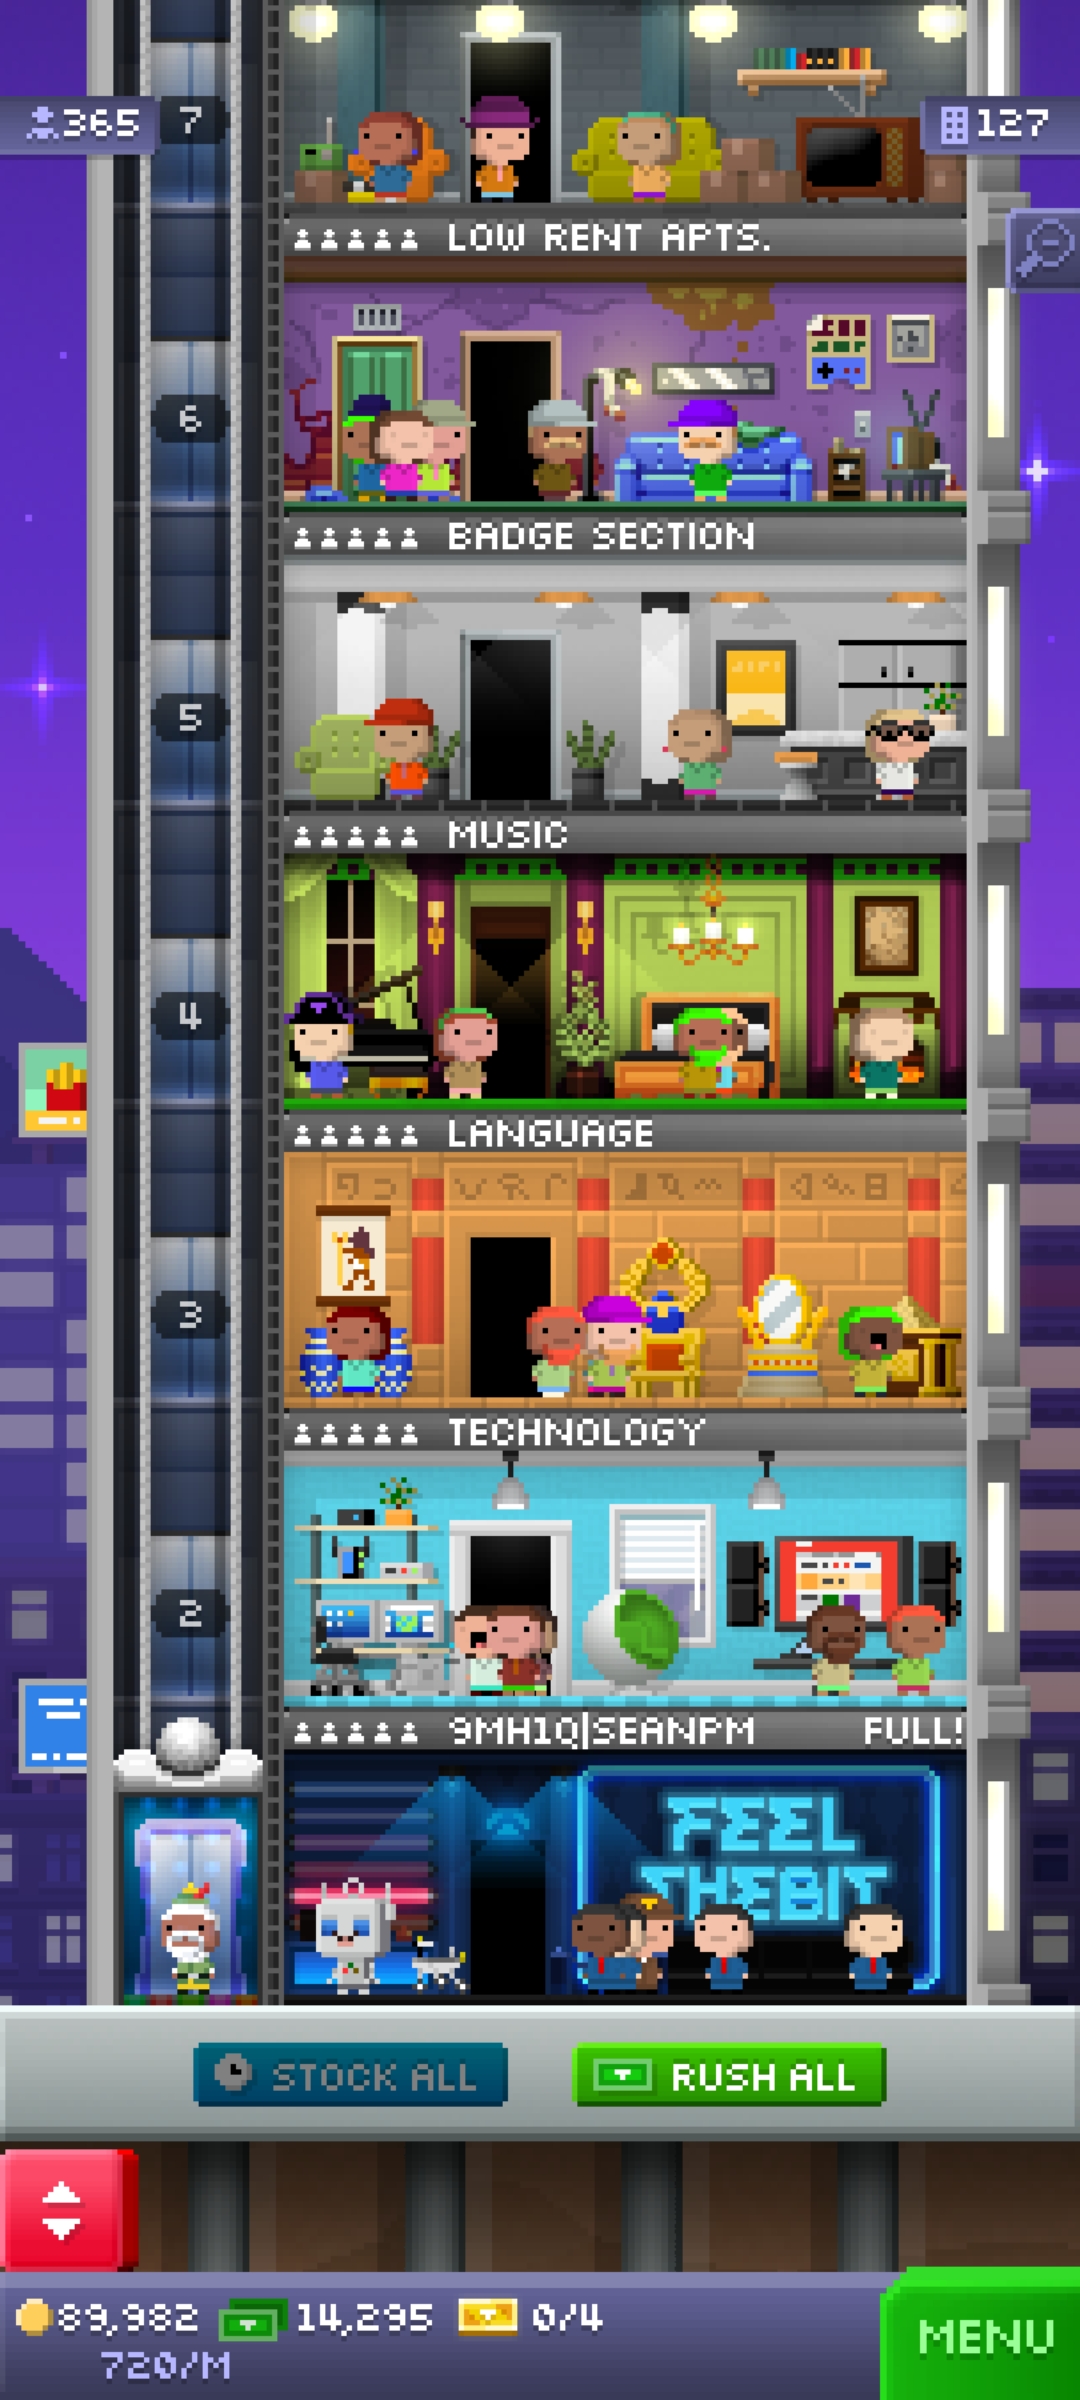 365
7
127
LOW RENT APTS.
6
BADGE SECTION
5
MUSIC
4
LANGUAGE
3
TECHNOLOGY
2
9MH1Q|SEANPM FULL!
FEEL
THEBIT
STOCK ALL
RUSH ALL
89,982
14,295
0/4
720/M
MENU